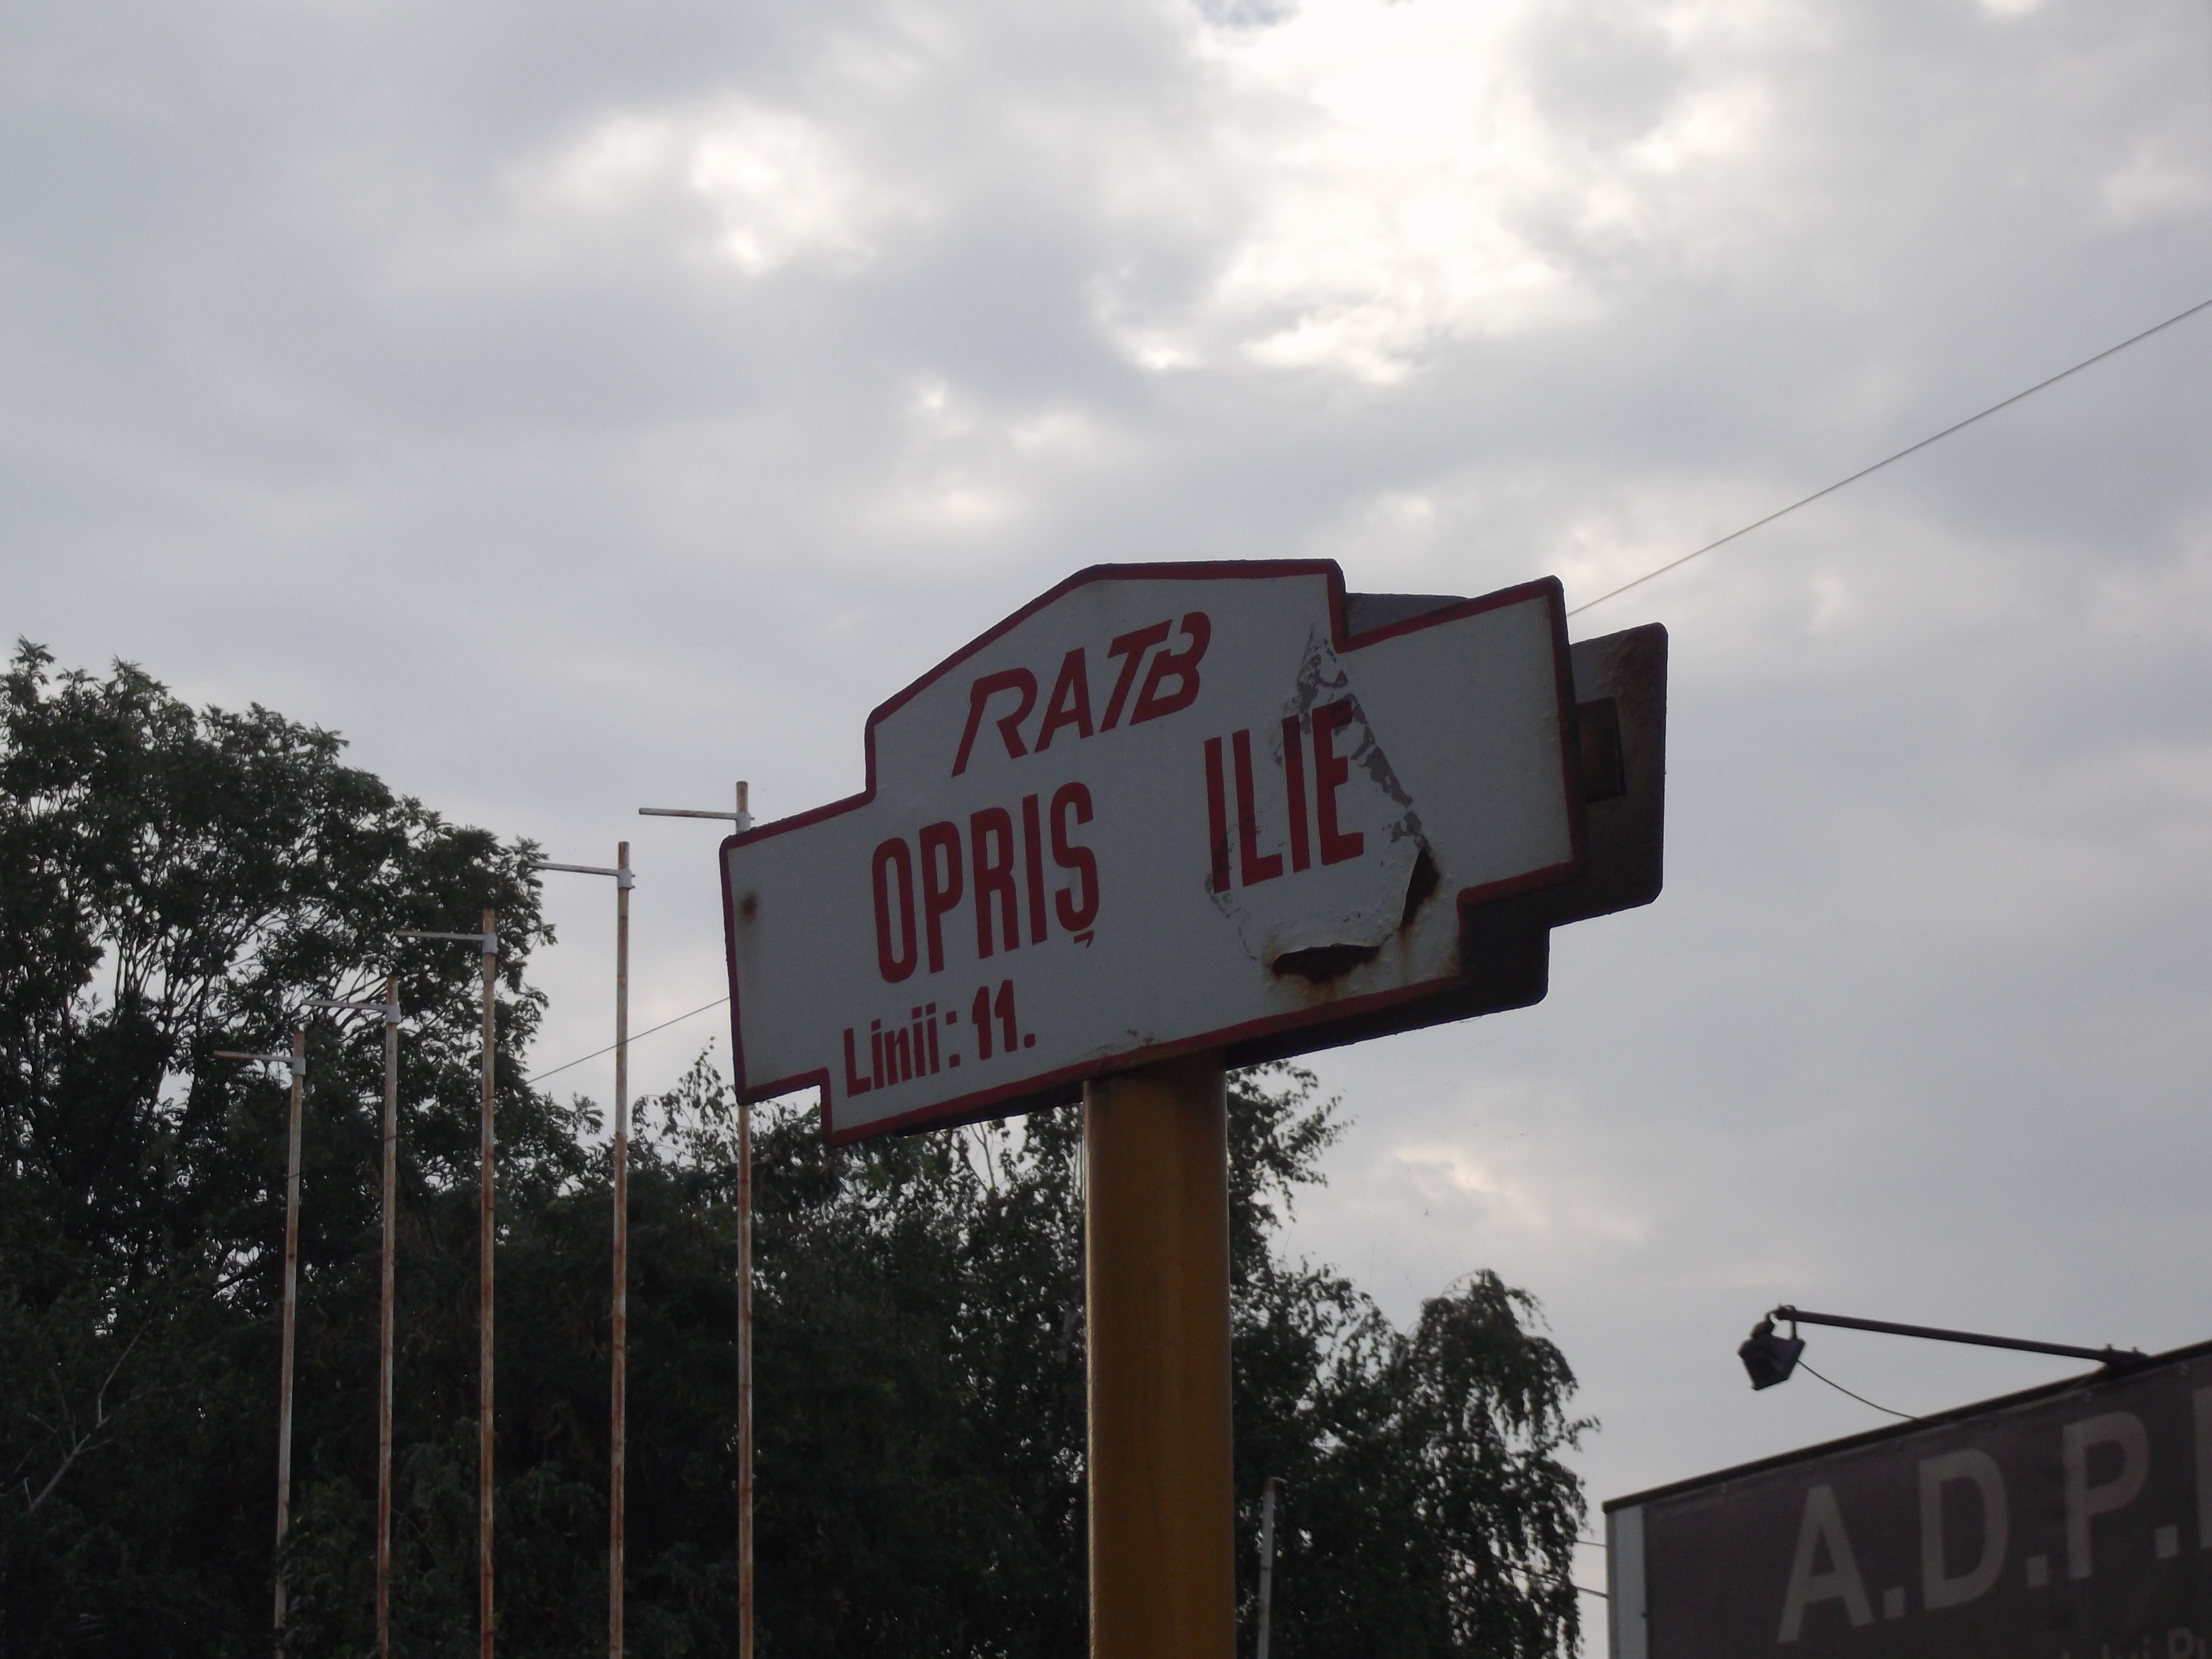 RATB
OPRIȘ ILIE
Linii: 11.
A.D.P.